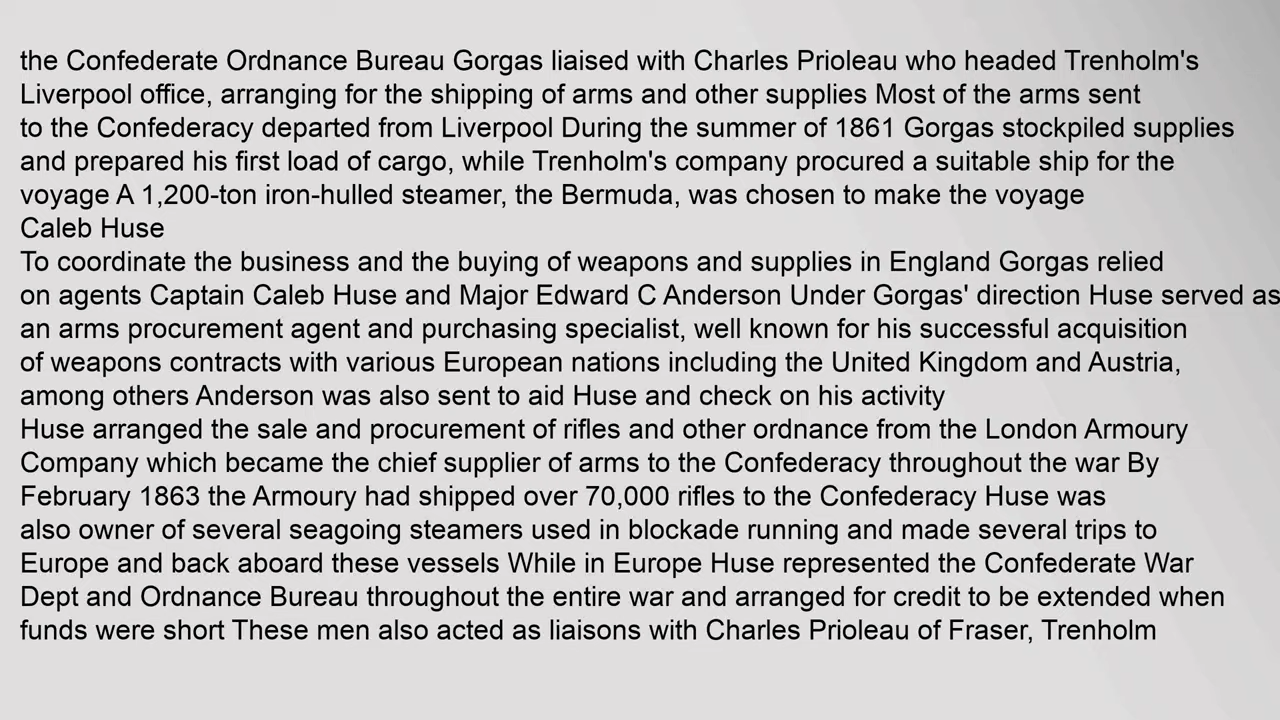 the Confederate Ordnance Bureau Gorgas liaised with Charles Prioleau who headed Trenholm's
Liverpool office, arranging for the shipping of arms and other supplies Most of the arms sent
to the Confederacy departed from Liverpool During the summer of 1861 Gorgas stockpiled supplies
and prepared his first load of cargo, while Trenholm's company procured a suitable ship for the
voyage A 1,200-ton iron-hulled steamer, the Bermuda, was chosen to make the voyage
Caleb Huse
To coordinate the business and the buying of weapons and supplies in England Gorgas relied
on agents Captain Caleb Huse and Major Edward C Anderson Under Gorgas' direction Huse served as
an arms procurement agent and purchasing specialist, well known for his successful acquisition
of weapons contracts with various European nations including the United Kingdom and Austria,
among others Anderson was also sent to aid Huse and check on his activity
Huse arranged the sale and procurement of rifles and other ordnance from the London Armoury
Company which became the chief supplier of arms to the Confederacy throughout the war By
February 1863 the Armoury had shipped over 70,000 rifles to the Confederacy Huse was
also owner of several seagoing steamers used in blockade running and made several trips to
Europe and back aboard these vessels While in Europe Huse represented the Confederate War
Dept and Ordnance Bureau throughout the entire war and arranged for credit to be extended when
funds were short These men also acted as liaisons with Charles Prioleau of Fraser, Trenholm